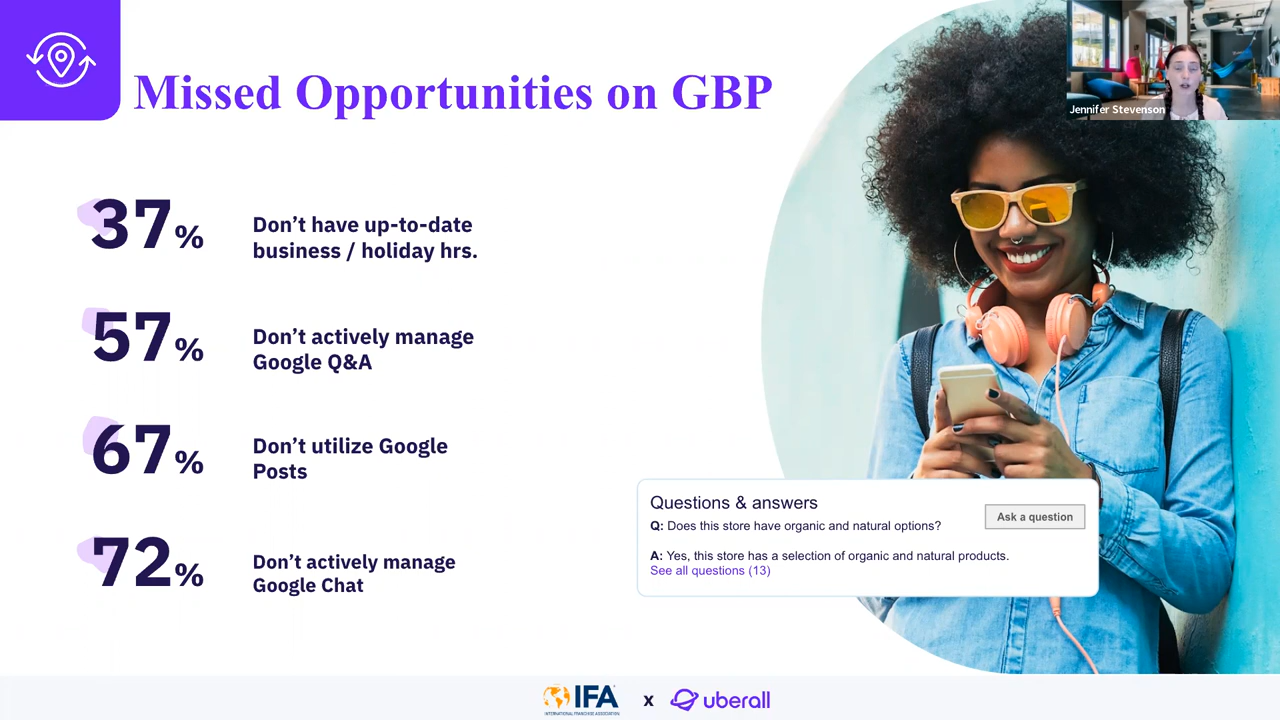 Missed Opportunities on GBP
Jennifer Stevenson
37%
Don’t have up-to-date
business / holiday hrs.
57%
Don’t actively manage
Google Q&A
67%
Don’t utilize Google
Posts
72%
Don’t actively manage
Google Chat
Questions & answers
Ask a question
Q: Does this store have organic and natural options?
A: Yes, this store has a selection of organic and natural products.
See all questions (13)
IFA
INTERNATIONAL FRANCHISE ASSOCIATION
x
uberall